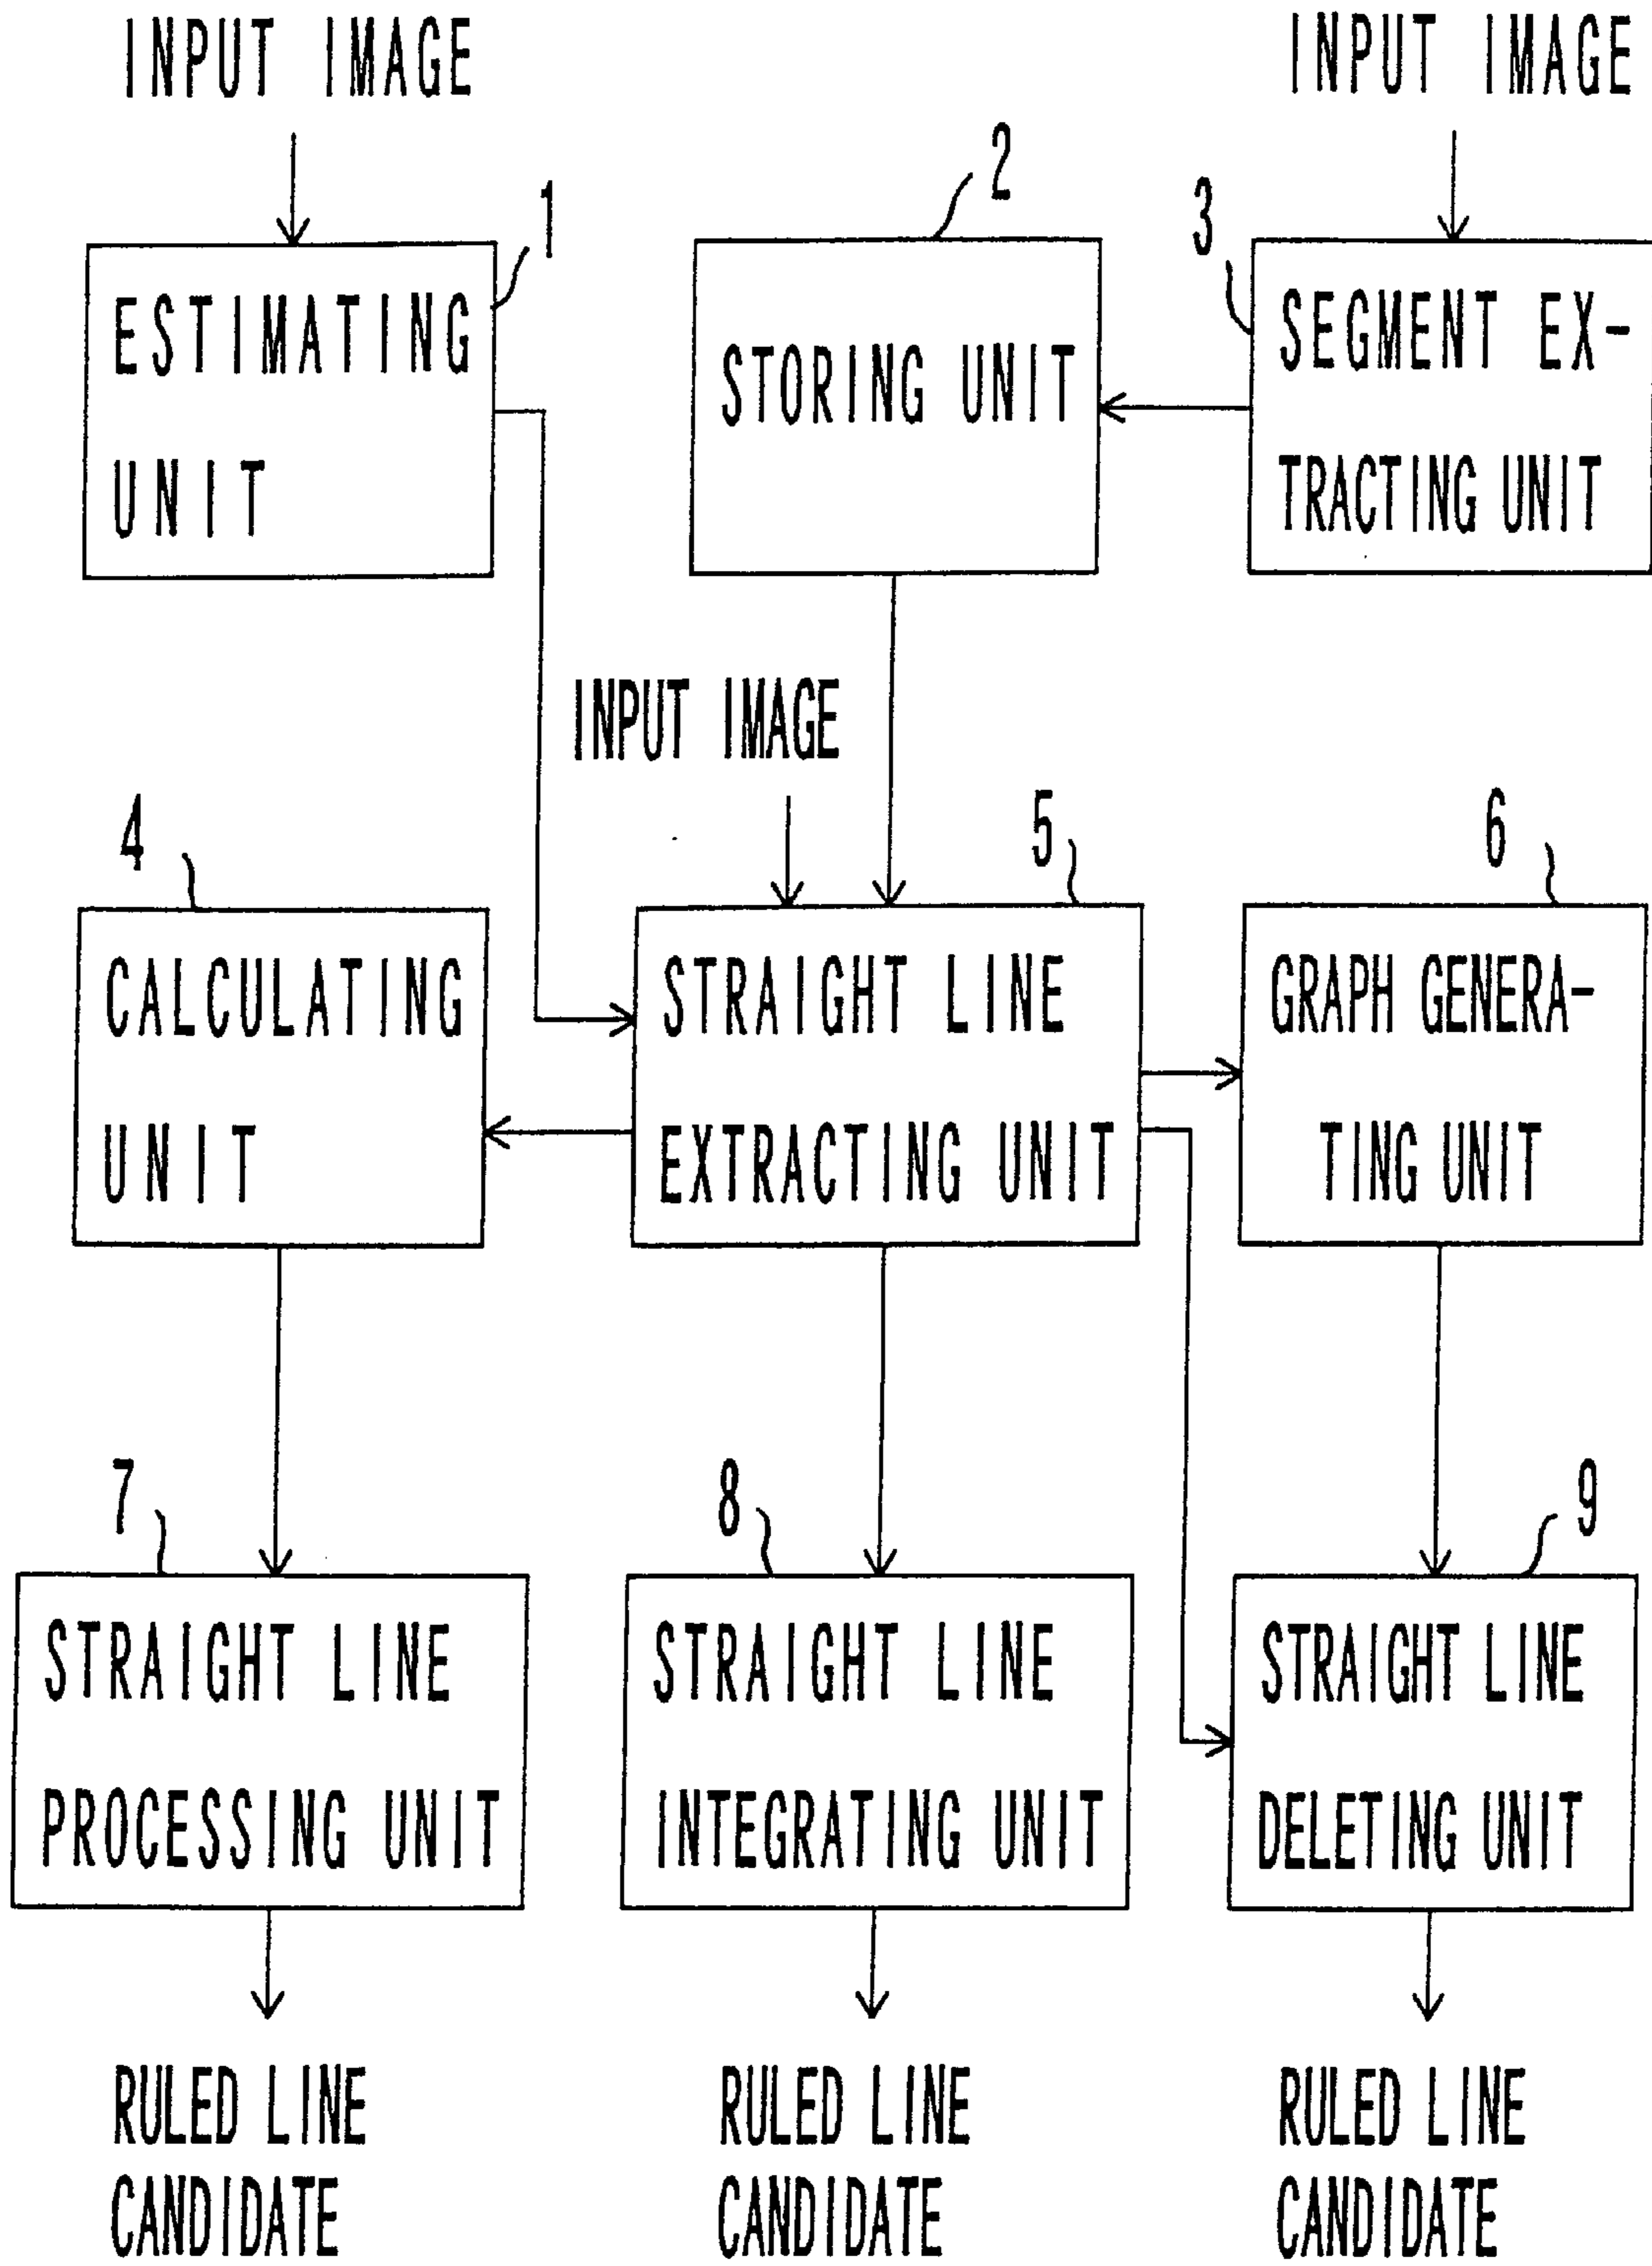 INPUT IMAGE
INPUT IMAGE
1
2
3
ESTIMATING
UNIT
STORING UNIT
SEGMENT EX-
TRACTING UNIT
INPUT IMAGE
4
5
6
CALCULATING
UNIT
STRAIGHT LINE
EXTRACTING UNIT
GRAPH GENERA-
TING UNIT
7
8
9
STRAIGHT LINE
PROCESSING UNIT
STRAIGHT LINE
INTEGRATING UNIT
STRAIGHT LINE
DELETING UNIT
RULED LINE
CANDIDATE
RULED LINE
CANDIDATE
RULED LINE
CANDIDATE